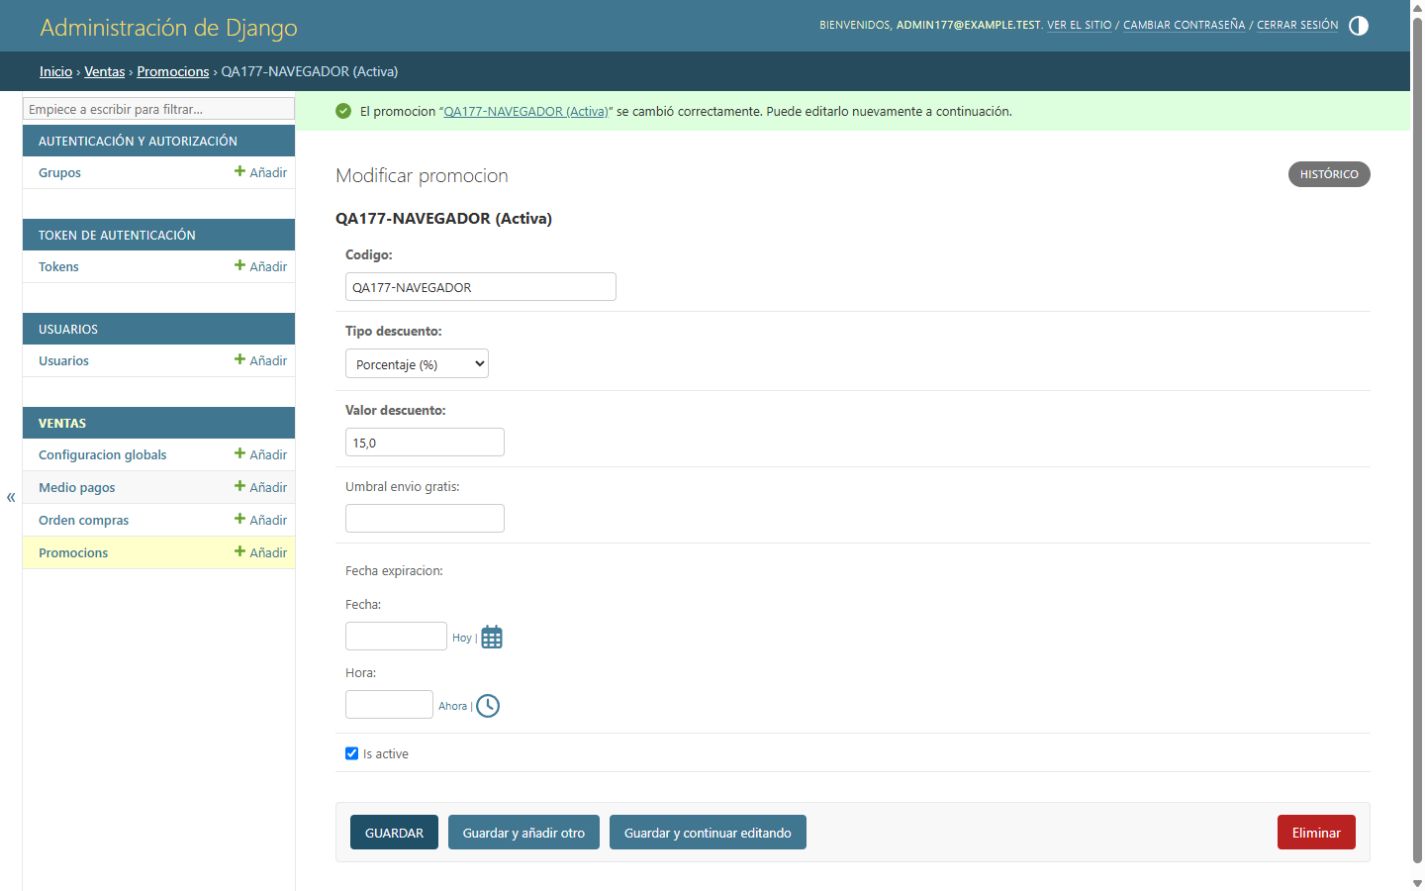 Administración de Django
BIENVENIDOS, ADMIN177@EXAMPLE.TEST. VER EL SITIO / CAMBIAR CONTRASEÑA / CERRAR SESIÓN
Inicio › Ventas › Promocions › QA177-NAVEGADOR (Activa)
Empiece a escribir para filtrar...
AUTENTICACIÓN Y AUTORIZACIÓN
Grupos + Añadir
TOKEN DE AUTENTICACIÓN
Tokens + Añadir
USUARIOS
Usuarios + Añadir
VENTAS
Configuracion globals + Añadir
Medio pagos + Añadir
Orden compras + Añadir
Promocions + Añadir
«
El promocion “QA177-NAVEGADOR (Activa)” se cambió correctamente. Puede editarlo nuevamente a continuación.
Modificar promocion
HISTÓRICO
QA177-NAVEGADOR (Activa)
Codigo:
QA177-NAVEGADOR
Tipo descuento:
Porcentaje (%)
Valor descuento:
15,0
Umbral envio gratis:
Fecha expiracion:
Fecha:
Hoy |
Hora:
Ahora |
Is active
GUARDAR
Guardar y añadir otro
Guardar y continuar editando
Eliminar